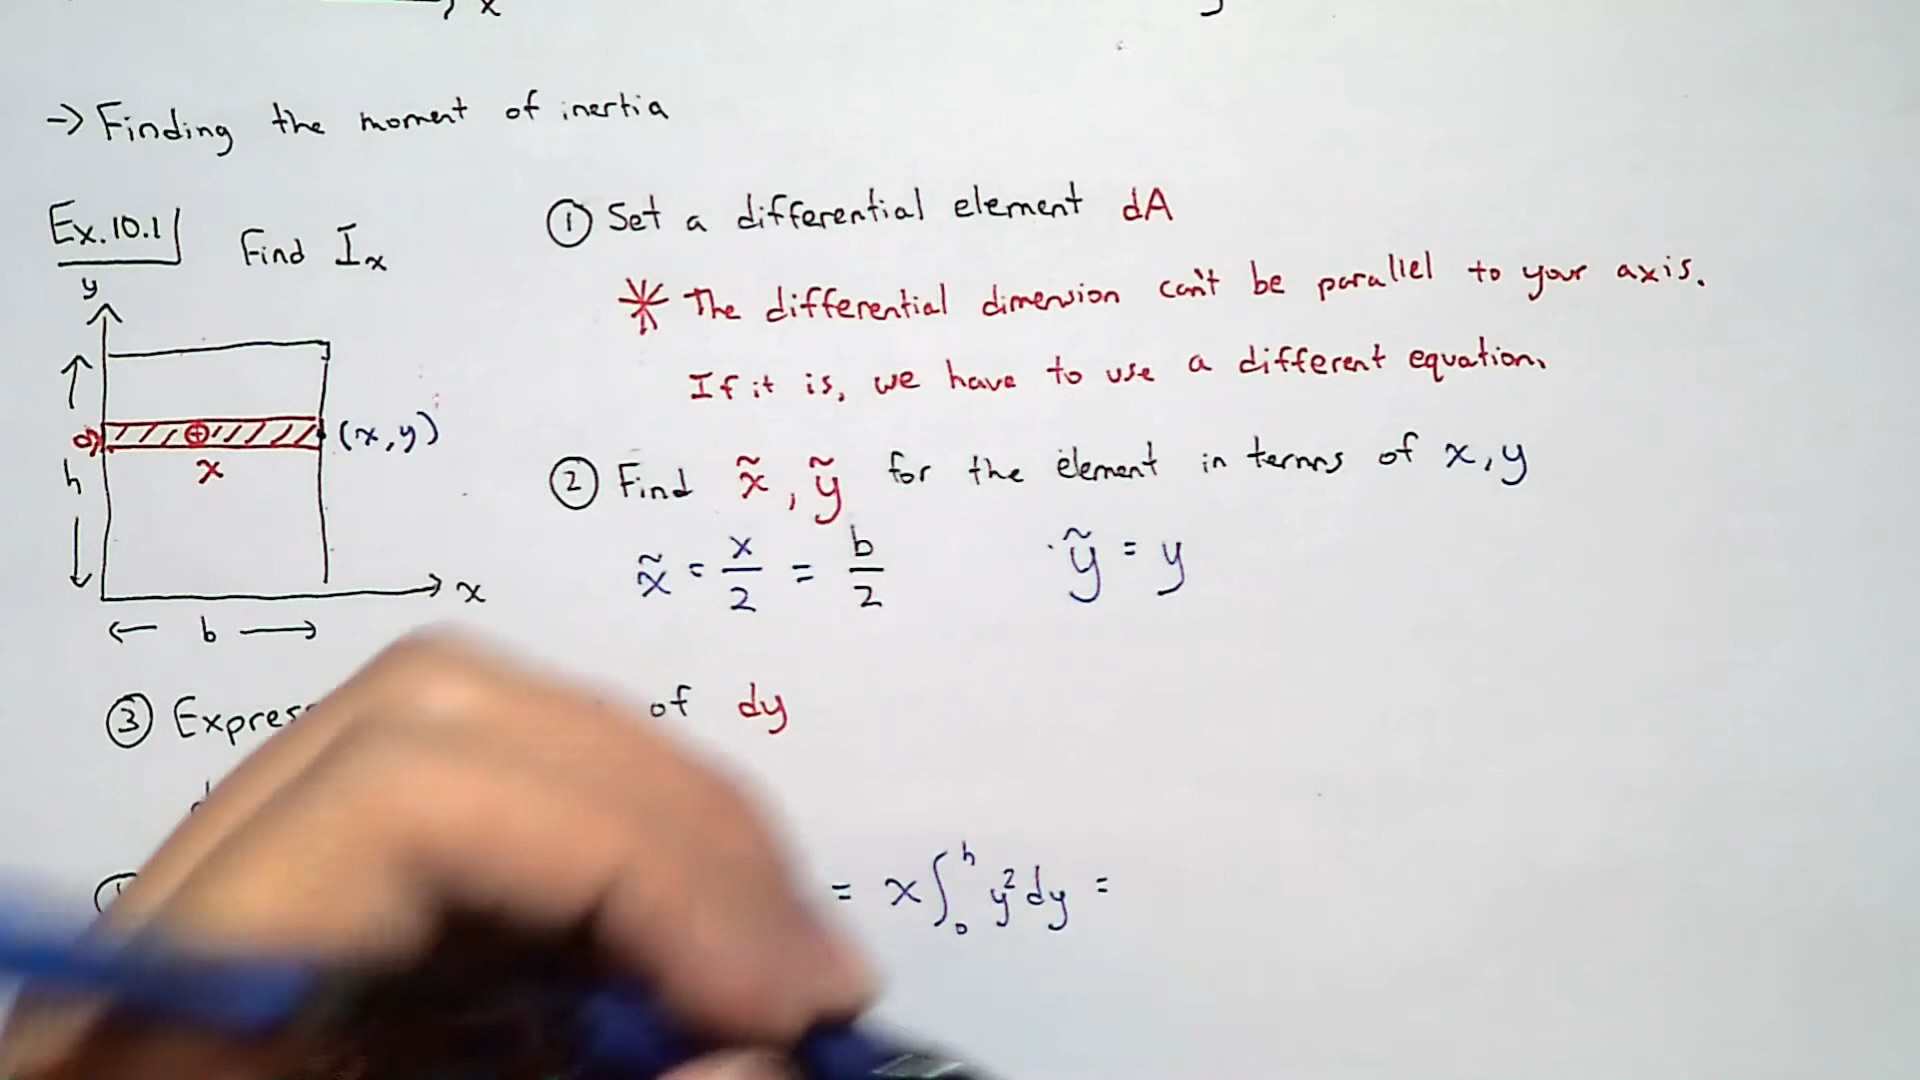 x
→ Finding the moment of inertia
Ex. 10.1 Find Ix
y
h
dy
x
(x,y)
x
← b →
① Set a differential element dA
* The differential dimension can't be parallel to your axis.
If it is, we have to use a different equation.
② Find x̃, ỹ for the element in terms of x, y
x̃ = x/2 = b/2 ỹ = y
③ Express of dy
= x ∫₀ʰ y² dy =